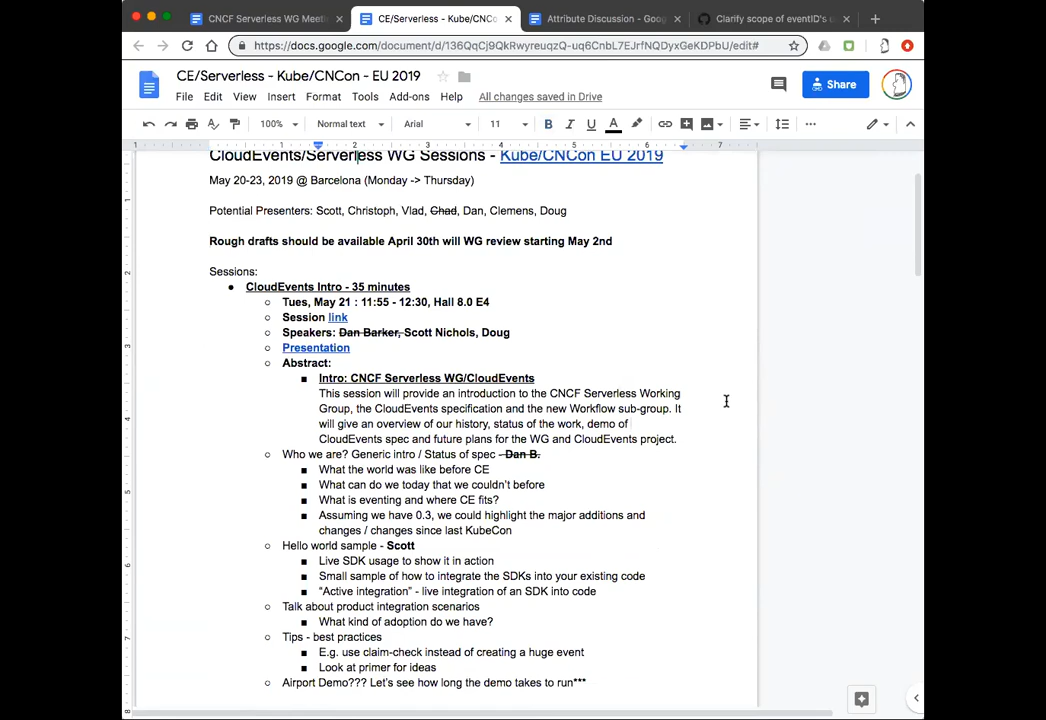 CNCF Serverless WG Meeti
CE/Serverless - Kube/CNCo
Attribute Discussion - Goog
Clarify scope of eventID's c
https://docs.google.com/document/d/136QqCj9QkRwyreuqzQ-uq6CnbL7EJrfNQDyxGeKDPbU/edit#
CE/Serverless - Kube/CNCon - EU 2019
File Edit View Insert Format Tools Add-ons Help All changes saved in Drive
Share
100% Normal text Arial 11 B I U A
1 1 2 3 4 5 6 7
CloudEvents/Serverless WG Sessions - Kube/CNCon EU 2019
May 20-23, 2019 @ Barcelona (Monday -> Thursday)
Potential Presenters: Scott, Christoph, Vlad, Chad, Dan, Clemens, Doug
Rough drafts should be available April 30th will WG review starting May 2nd
Sessions:
● CloudEvents Intro - 35 minutes
○ Tues, May 21 : 11:55 - 12:30, Hall 8.0 E4
○ Session link
○ Speakers: Dan Barker, Scott Nichols, Doug
○ Presentation
○ Abstract:
■ Intro: CNCF Serverless WG/CloudEvents
This session will provide an introduction to the CNCF Serverless Working
Group, the CloudEvents specification and the new Workflow sub-group. It
will give an overview of our history, status of the work, demo of
CloudEvents spec and future plans for the WG and CloudEvents project.
○ Who we are? Generic intro / Status of spec - Dan B.
■ What the world was like before CE
■ What can do we today that we couldn't before
■ What is eventing and where CE fits?
■ Assuming we have 0.3, we could highlight the major additions and
changes / changes since last KubeCon
○ Hello world sample - Scott
■ Live SDK usage to show it in action
■ Small sample of how to integrate the SDKs into your existing code
■ “Active integration” - live integration of an SDK into code
○ Talk about product integration scenarios
■ What kind of adoption do we have?
○ Tips - best practices
■ E.g. use claim-check instead of creating a huge event
■ Look at primer for ideas
○ Airport Demo??? Let's see how long the demo takes to run***